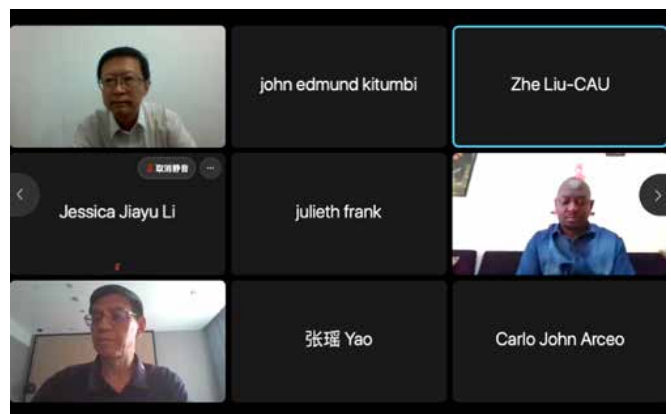 john edmund kitumbi
Zhe Liu-CAU
取消静音
Jessica Jiayu Li
julieth frank
张瑶 Yao
Carlo John Arceo